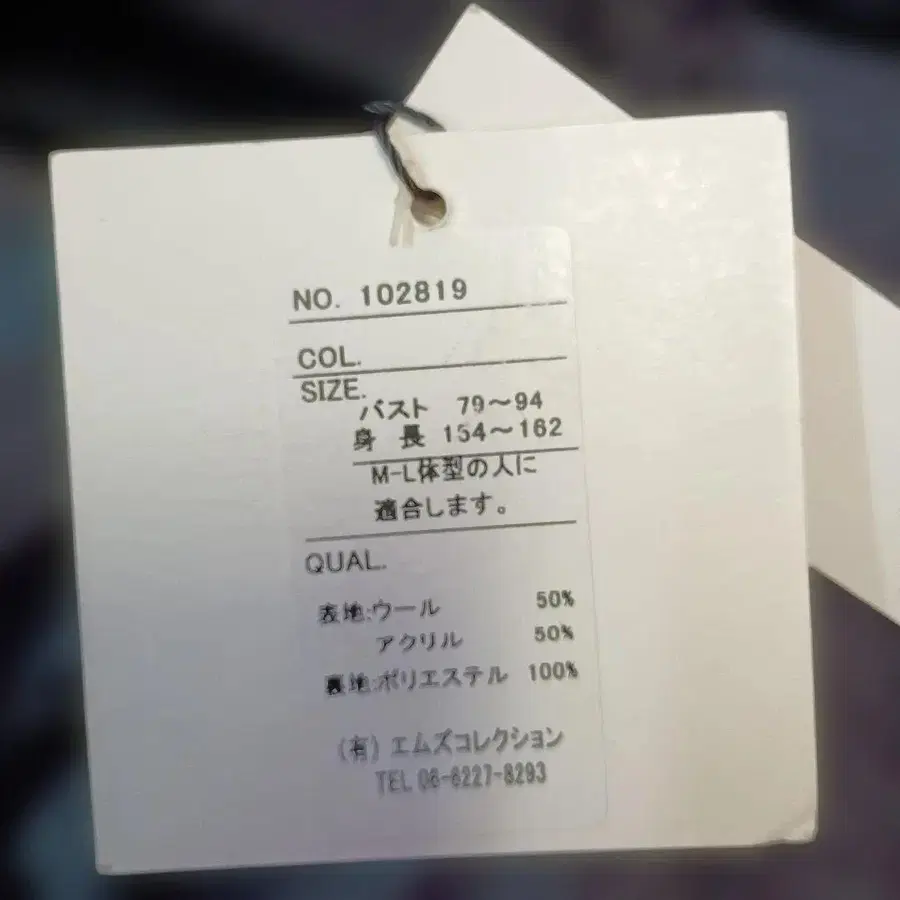 NO. 102819
COL.
SIZE.
バスト 79～94
身 長 154～162
M-L体型の人に
適合します。
QUAL.
表地:ウール 50%
アクリル 50%
裏地:ポリエステル 100%
(有) エムズコレクション
TEL 06-6227-8293